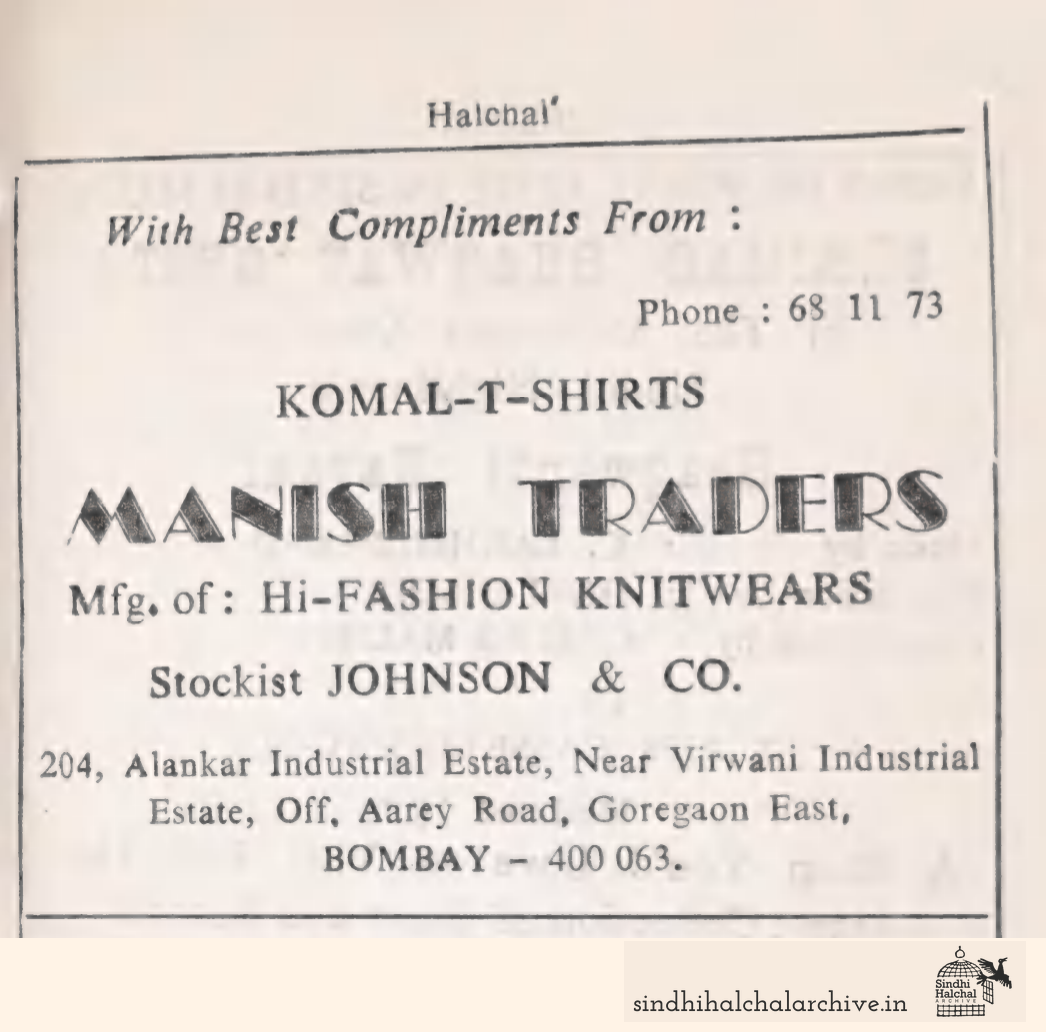 Halchal'
With Best Compliments From :
Phone : 68 11 73
KOMAL-T-SHIRTS
MANISH TRADERS
Mfg. of : Hi-FASHION KNITWEARS
Stockist JOHNSON & CO.
204, Alankar Industrial Estate, Near Virwani Industrial
Estate, Off. Aarey Road, Goregaon East,
BOMBAY - 400 063.
sindhihalchalarchive.in
Sindhi
Halchal
ARCHIVE